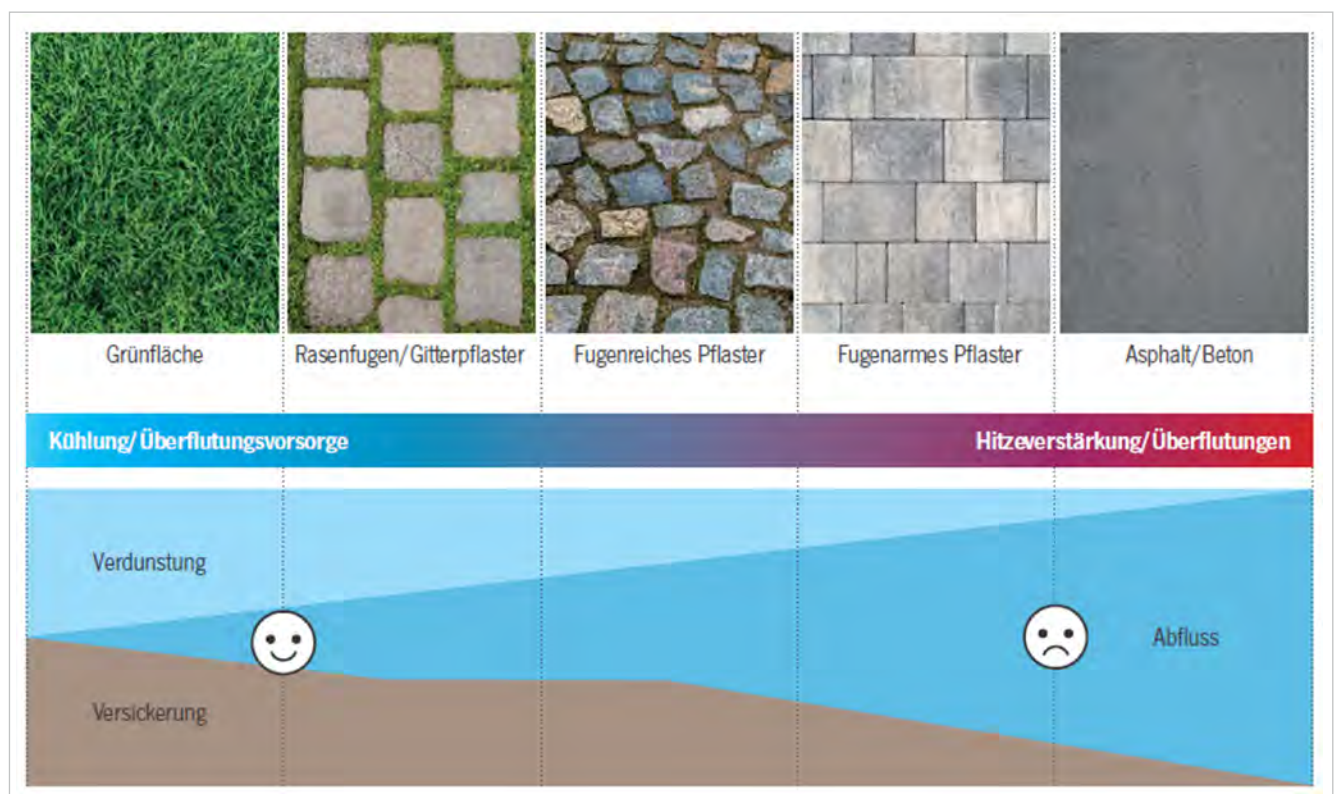 Grünfläche
Rasenfugen/Gitterpflaster
Fugenreiches Pflaster
Fugenarmes Pflaster
Asphalt/Beton
Kühlung/Überflutungsvorsorge
Hitzeverstärkung/Überflutungen
Verdunstung
Abfluss
Versickerung